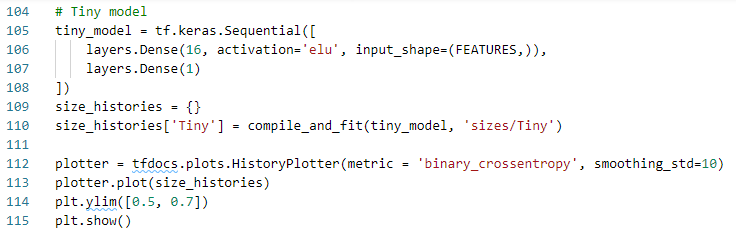 104 # Tiny model
105 tiny_model = tf.keras.Sequential([
106     layers.Dense(16, activation='elu', input_shape=(FEATURES,)),
107     layers.Dense(1)
108 ])
109 size_histories = {}
110 size_histories['Tiny'] = compile_and_fit(tiny_model, 'sizes/Tiny')
111
112 plotter = tfdocs.plots.HistoryPlotter(metric = 'binary_crossentropy', smoothing_std=10)
113 plotter.plot(size_histories)
114 plt.ylim([0.5, 0.7])
115 plt.show()